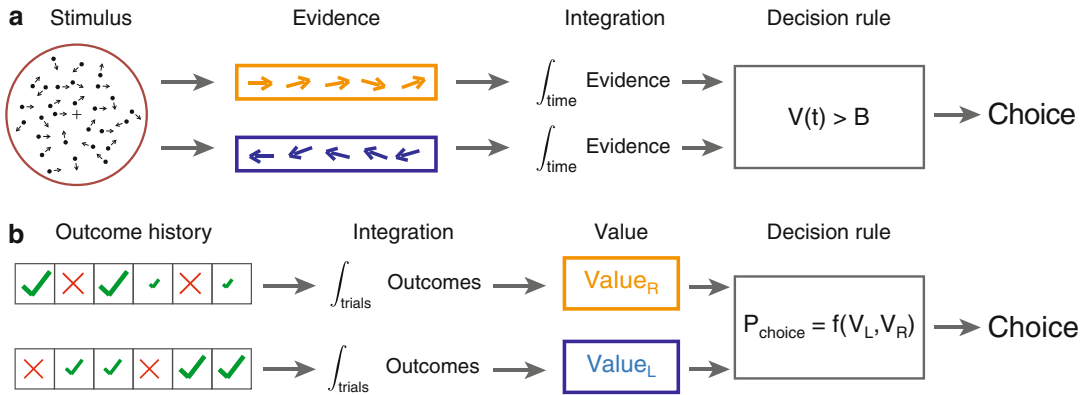 a
Stimulus Evidence Integration Decision rule
∫time Evidence
∫time Evidence
V(t) > B
Choice
b
Outcome history Integration Value Decision rule
∫trials Outcomes
ValueR
∫trials Outcomes
ValueL
Pchoice = f(VL,VR)
Choice